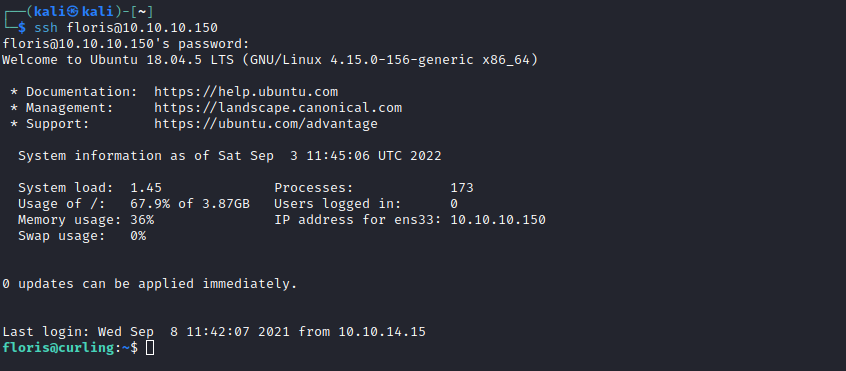 ┌──(kali㉿kali)-[~]
└─$ ssh floris@10.10.10.150
floris@10.10.10.150's password:
Welcome to Ubuntu 18.04.5 LTS (GNU/Linux 4.15.0-156-generic x86_64)
* Documentation:  https://help.ubuntu.com
* Management:     https://landscape.canonical.com
* Support:        https://ubuntu.com/advantage
System information as of Sat Sep  3 11:45:06 UTC 2022
System load:  1.45              Processes:            173
Usage of /:   67.9% of 3.87GB   Users logged in:      0
Memory usage: 36%               IP address for ens33: 10.10.10.150
Swap usage:   0%
0 updates can be applied immediately.
Last login: Wed Sep  8 11:42:07 2021 from 10.10.14.15
floris@curling:~$